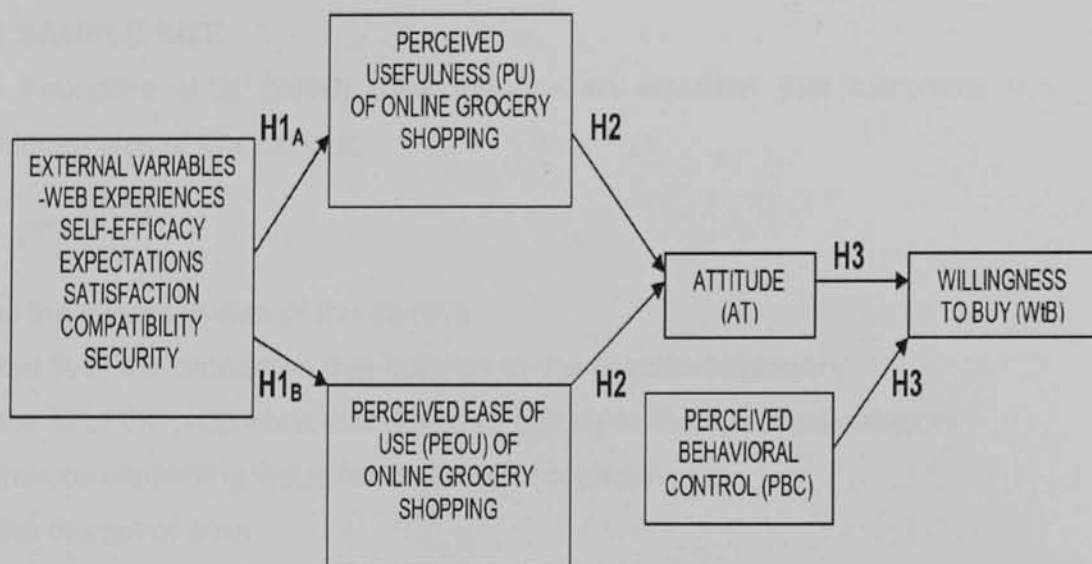 PERCEIVED
USEFULNESS (PU)
OF ONLINE GROCERY
SHOPPING
H1A
H2
EXTERNAL VARIABLES
-WEB EXPERIENCES
SELF-EFFICACY
EXPECTATIONS
SATISFACTION
COMPATIBILITY
SECURITY
ATTITUDE
(AT)
H3
WILLINGNESS
TO BUY (WtB)
H1B
H2
H3
PERCEIVED EASE OF
USE (PEOU) OF
ONLINE GROCERY
SHOPPING
PERCEIVED
BEHAVIORAL
CONTROL (PBC)